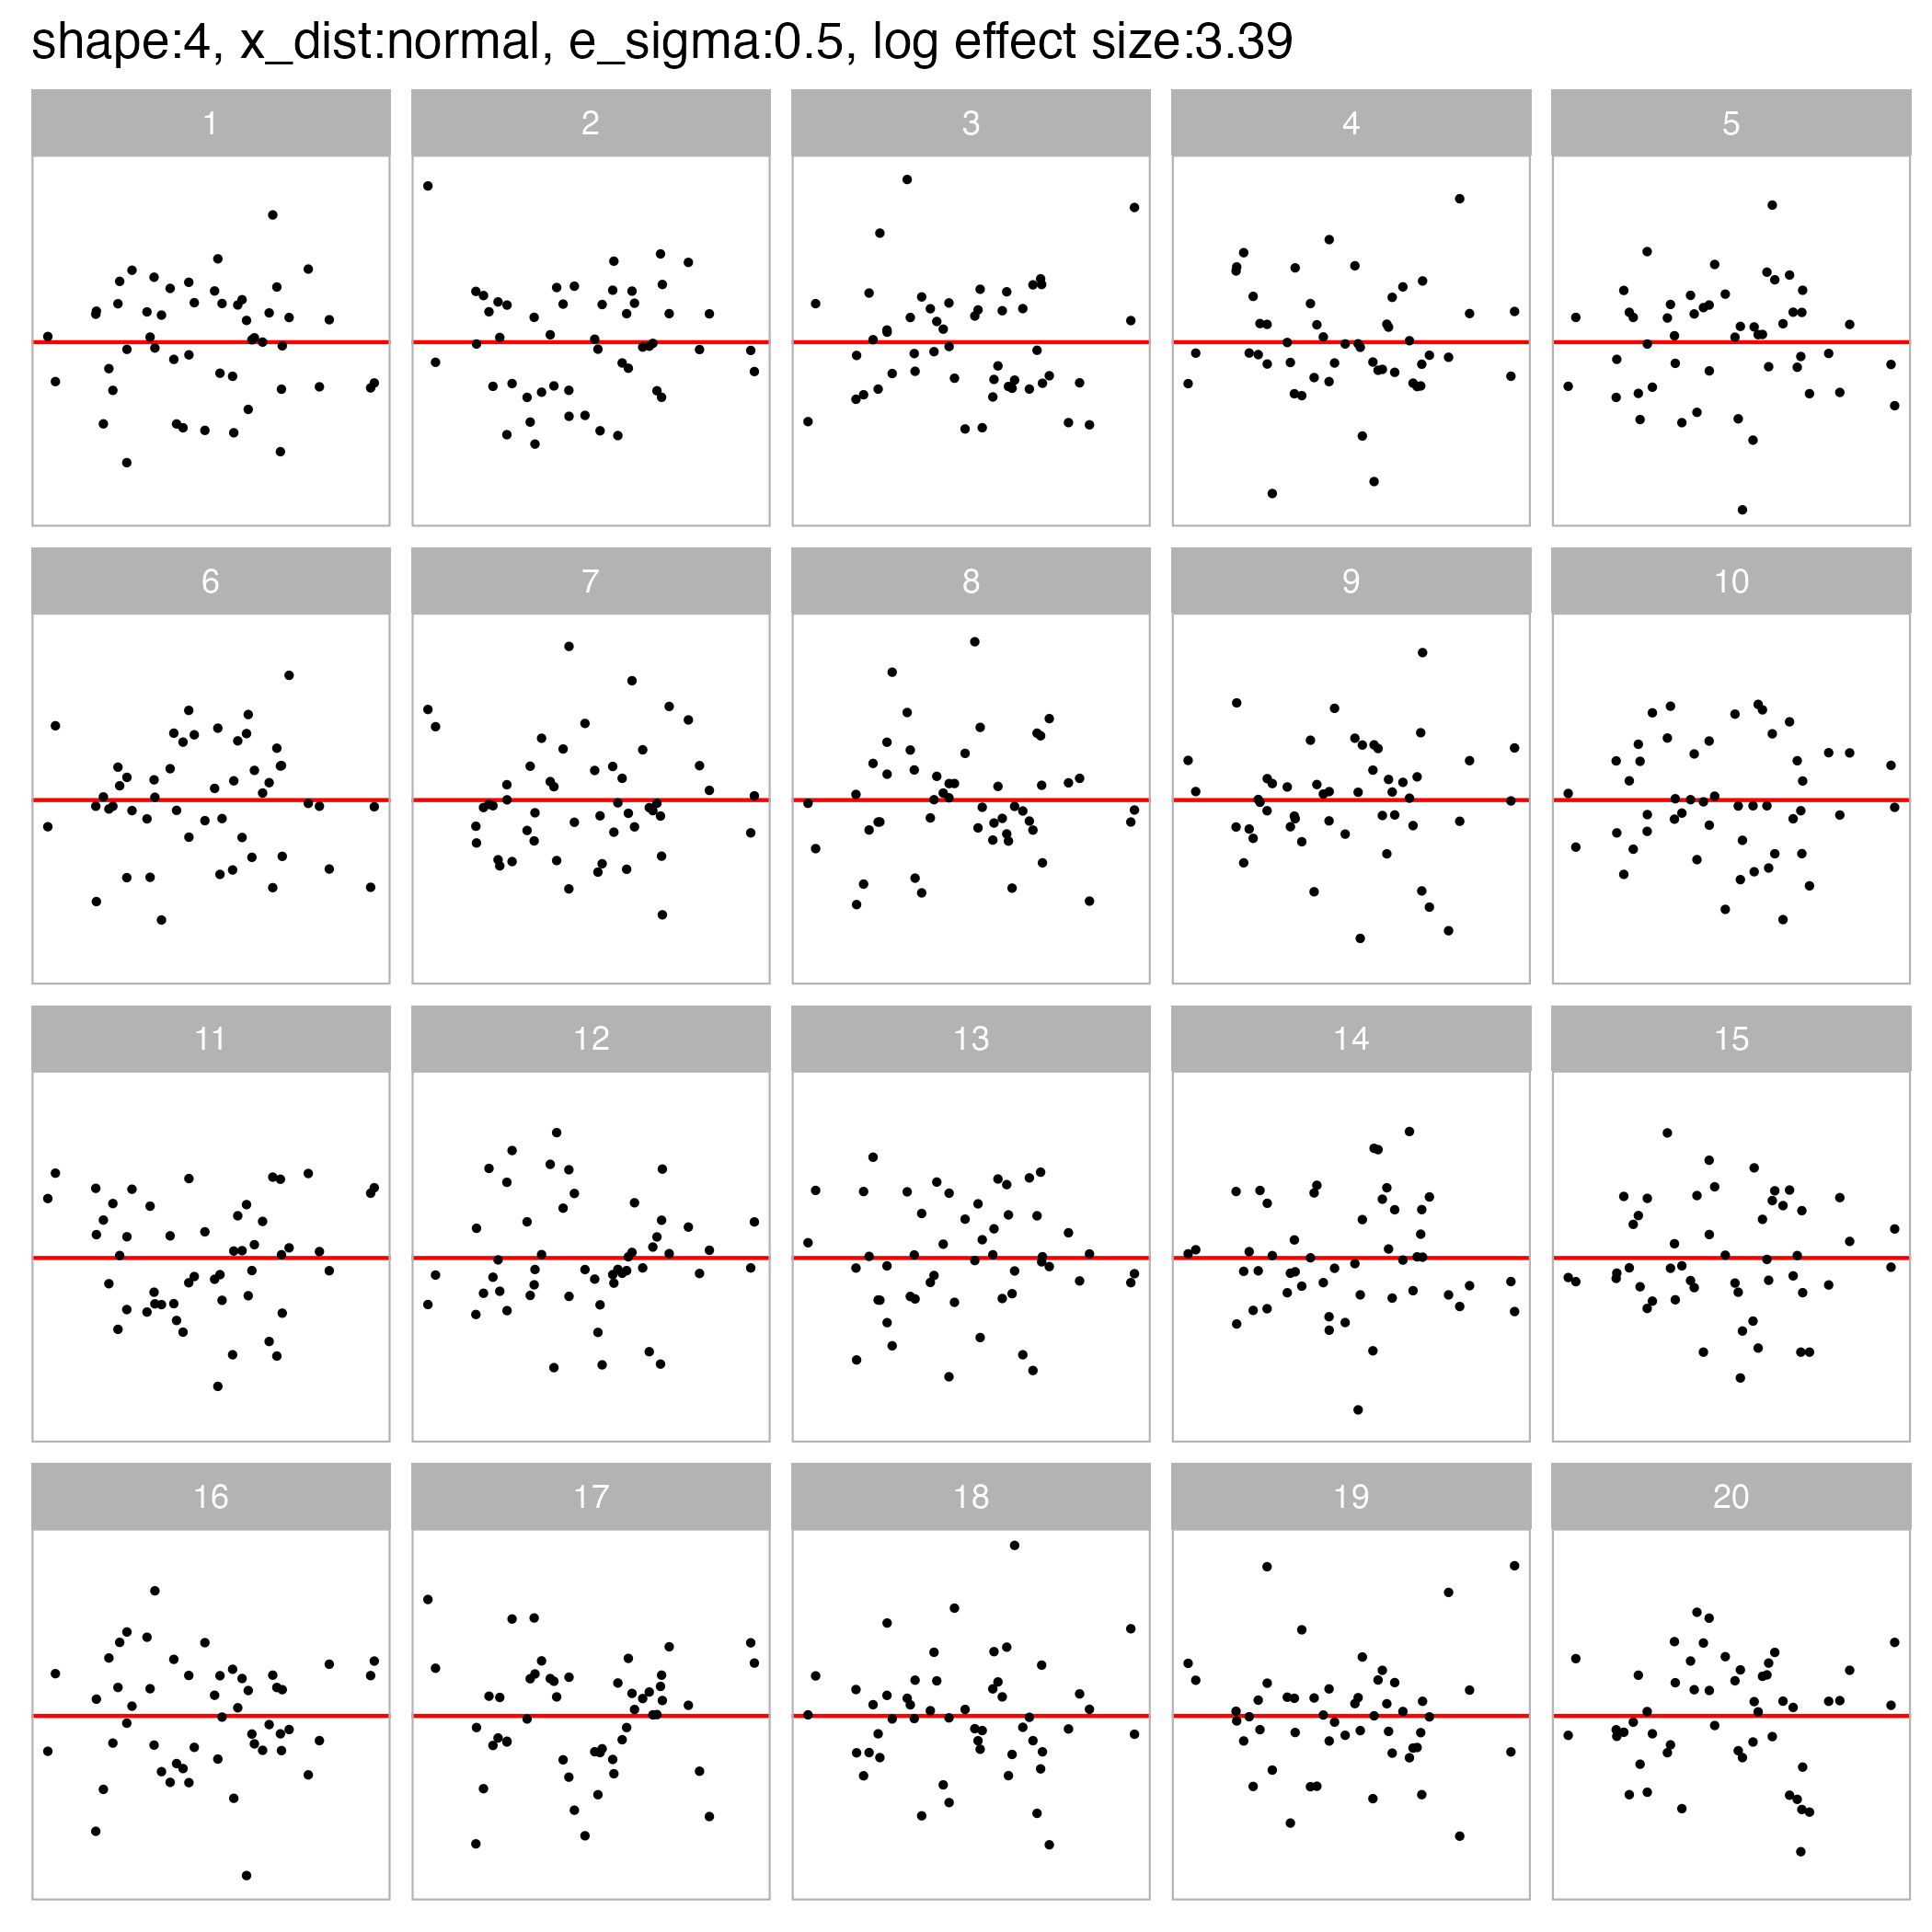 shape:4, x_dist:normal, e_sigma:0.5, log effect size:3.39
1 2 3 4 5
6 7 8 9 10
11 12 13 14 15
16 17 18 19 20